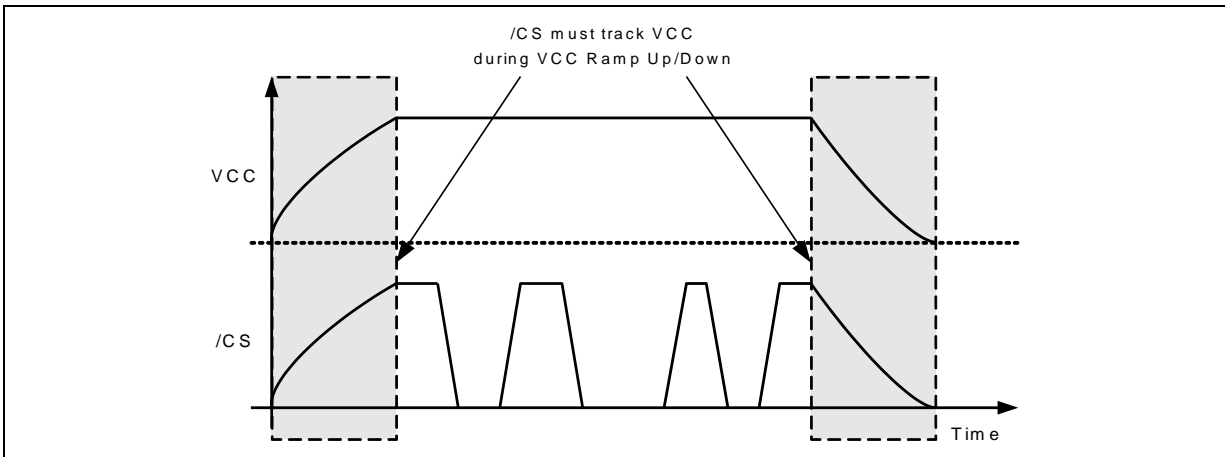 /CS must track VCC
during VCC Ramp Up/Down
VCC
/CS
Time